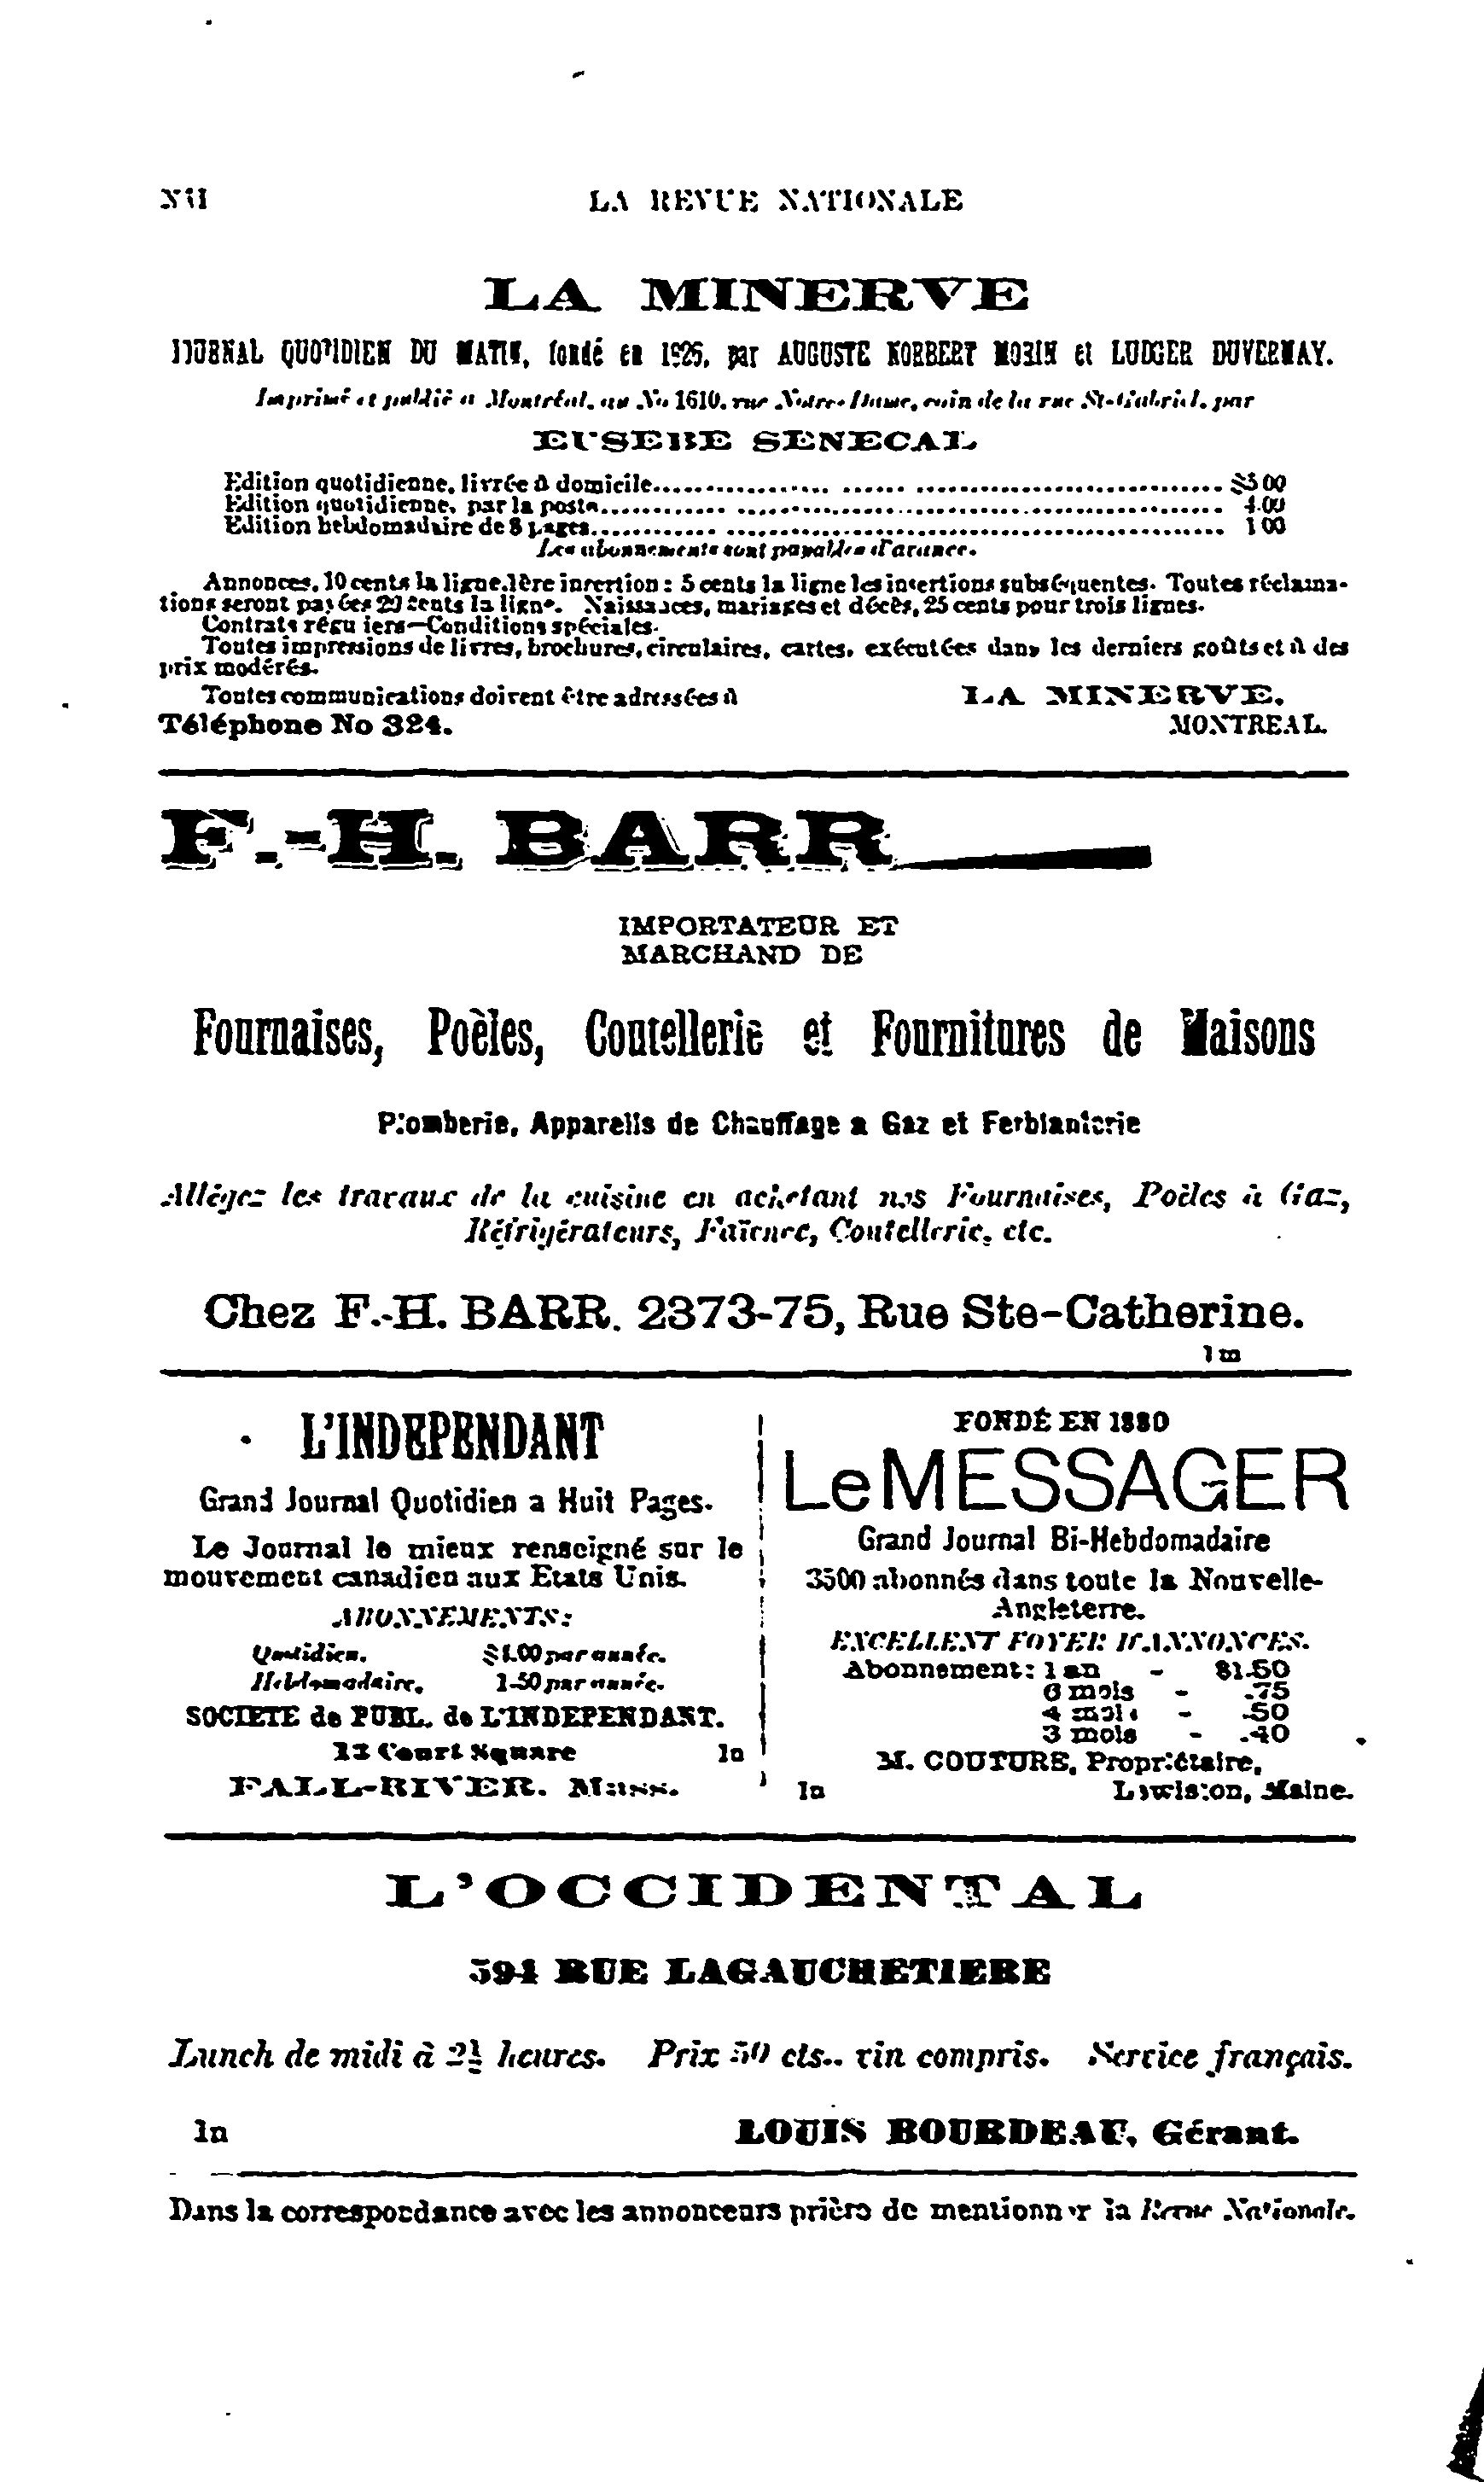 LA REVUE NATIONALE
LA MINERVE
JOURNAL QUOTIDIEN DU MATIN, fondé en 1826, par AUGUSTE NORBERT MORIN et LUDGER DUVERNAY.
Imprimé et publié à Montréal, au No 1610, rue Notre-Dame, coin de la rue St-Gabriel, par
EUSEBE SENECAL
Edition quotidienne, livrée à domicile.................. ...... ............................. $5 00
Edition quotidienne, par la poste............ .............................................. 4.00
Edition hebdomadaire de 8 pages............ .............................................. 1 00
Les abonnements sont payables d'avance.
Annonces, 10 cents la ligne, 1ère insertion : 5 cents la ligne les insertions subséquentes. Toutes réclama-
tions seront payées 20 cents la ligne. Naissances, mariages et décès, 25 cents pour trois lignes.
Contrats régu iers—Conditions spéciales.
Toutes impressions de livres, brochures, circulaires, cartes, exécutées dans les derniers goûts et à des
prix modérés.
Toutes communications doivent être adressées à LA MINERVE,
Téléphone No 324. MONTREAL.
F.-H. BARR
IMPORTATEUR ET
MARCHAND DE
Fournaises, Poèles, Coutellerie et Fournitures de Maisons
Plomberie, Appareils de Chauffage a Gaz et Ferblanterie
Allégez les travaux de la cuisine en achetant nos Fournaises, Poèles à Gaz,
Réfrigérateurs, Faïence, Coutellerie, etc.
Chez F.-H. BARR. 2373-75, Rue Ste-Catherine.
1m
L'INDEPENDANT
Grand Journal Quotidien a Huit Pages.
Le Journal le mieux renseigné sur le
mouvement canadien aux Etats Unis.
ABONNEMENTS:
Quotidien, $4.00 par année.
Hebdomadaire, 1.50 par année.
SOCIETE de PUBL. de L'INDEPENDANT.
Court Square 1n
FALL-RIVER. Mass.
FONDÉ EN 1880
Le MESSAGER
Grand Journal Bi-Hebdomadaire
3500 abonnés dans toute la Nouvelle-
Angleterre.
EXCELLENT FOYER D'ANNONCES.
Abonnement: 1 an - $1.50
6 mois - .75
4 mois - .50
3 mois - .40
M. COUTURE, Propriétaire,
1n Lewiston, Maine.
L'OCCIDENTAL
594 RUE LAGAUCHETIERE
Lunch de midi à 2½ heures. Prix 50 cts., vin compris. Service français.
1n LOUIS BOURDEAU, Gérant.
Dans la correspondance avec les annonceurs prière de mentionner la Revue Nationale.